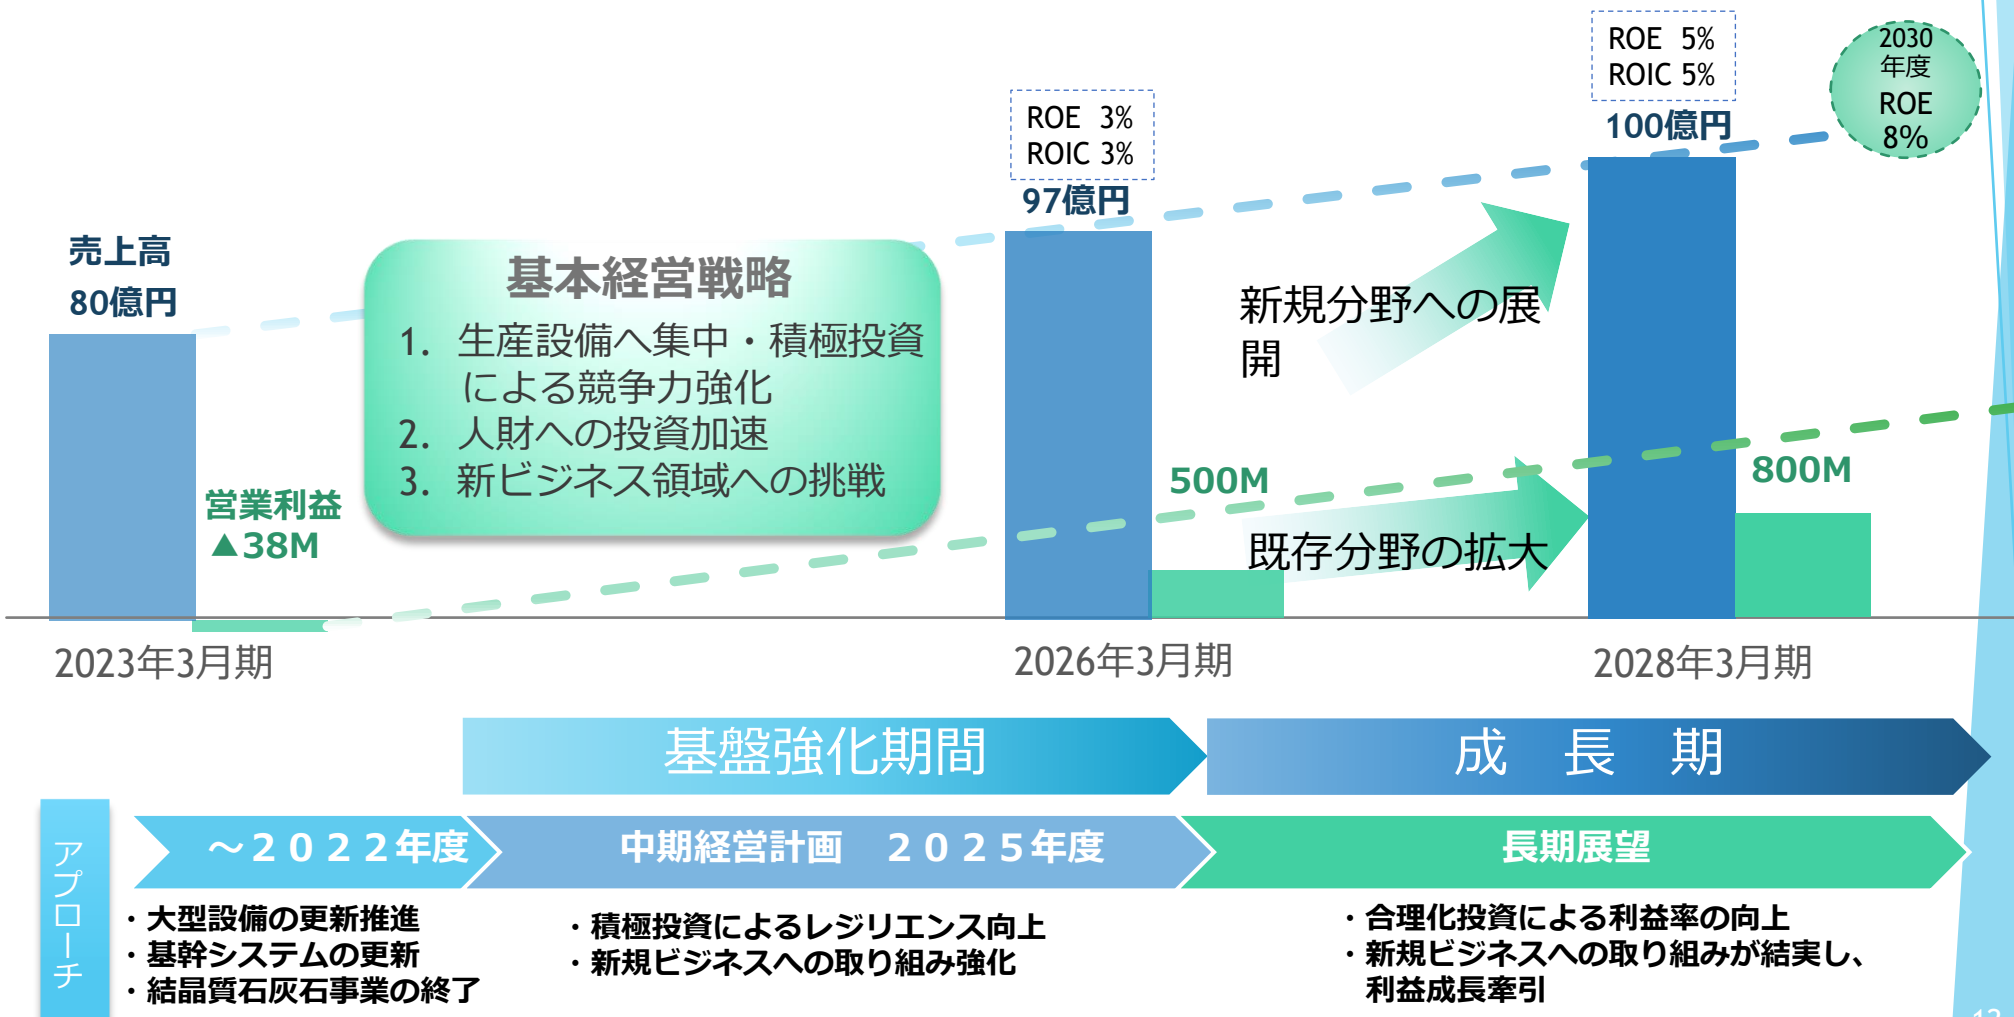 売上高
80億円
営業利益
▲38M
基本経営戦略
1. 生産設備へ集中・積極投資
による競争力強化
2. 人財への投資加速
3. 新ビジネス領域への挑戦
ROE 3%
ROIC 3%
97億円
500M
新規分野への展
開
既存分野の拡大
ROE 5%
ROIC 5%
100億円
800M
2030
年度
ROE
8%
2023年3月期
2026年3月期
2028年3月期
基盤強化期間
成 長 期
アプローチ
～２０２２年度
中期経営計画 ２０２５年度
長期展望
・大型設備の更新推進
・基幹システムの更新
・結晶質石灰石事業の終了
・積極投資によるレジリエンス向上
・新規ビジネスへの取り組み強化
・合理化投資による利益率の向上
・新規ビジネスへの取り組みが結実し、
利益成長牽引